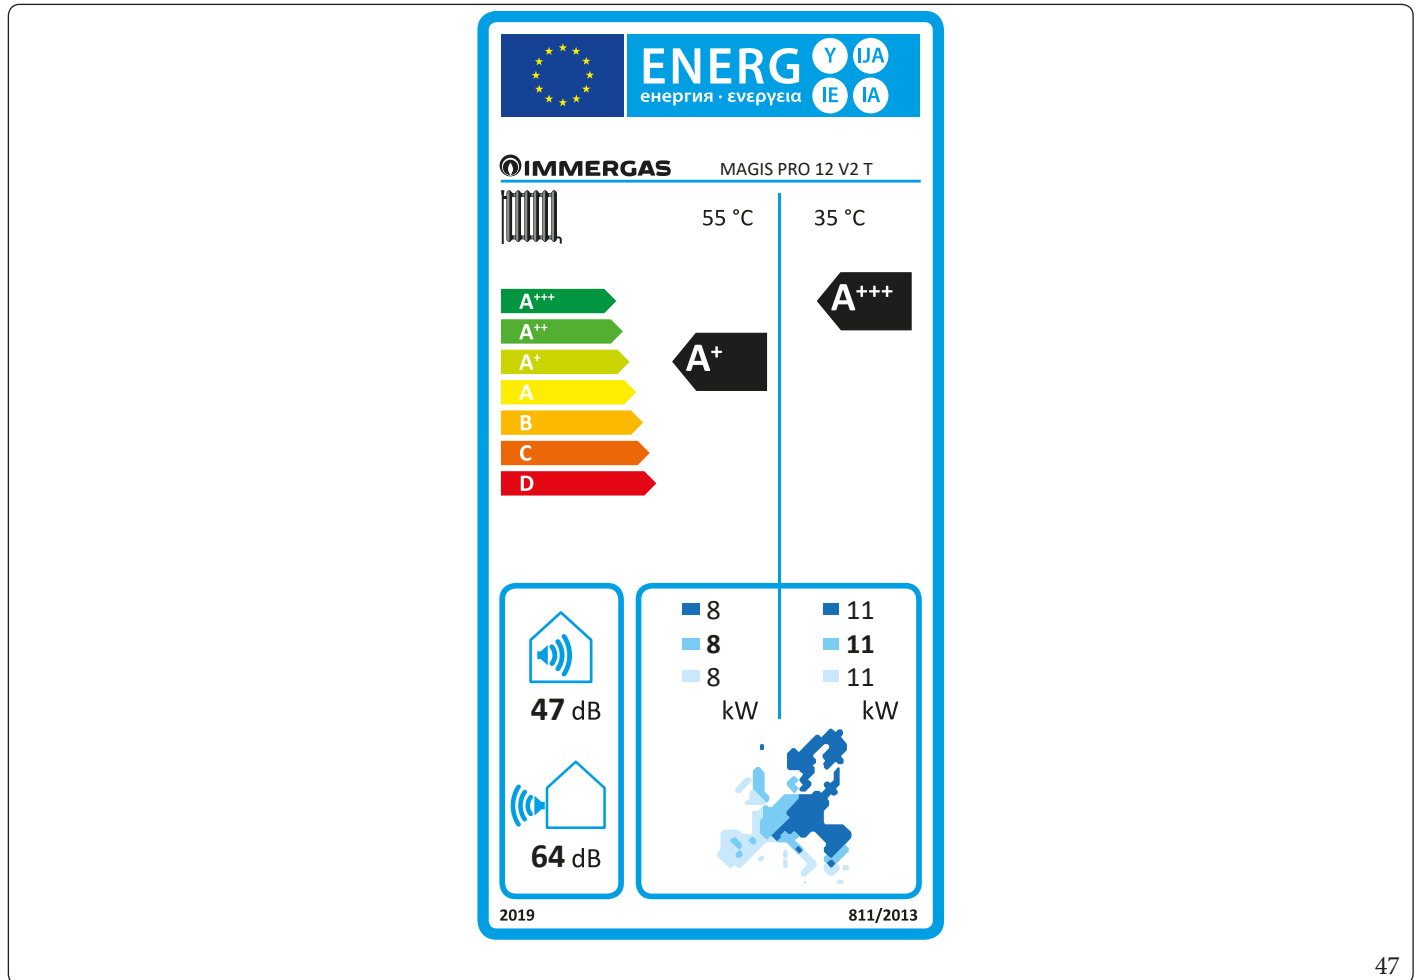 ENERG
енергия · ενεργεια
Y IJA
IE IA
IMMERGAS
MAGIS PRO 12 V2 T
55 °C
35 °C
A+++
A++
A+
A
B
C
D
A+
A+++
47 dB
64 dB
8
8
8
kW
11
11
11
kW
2019
811/2013
47